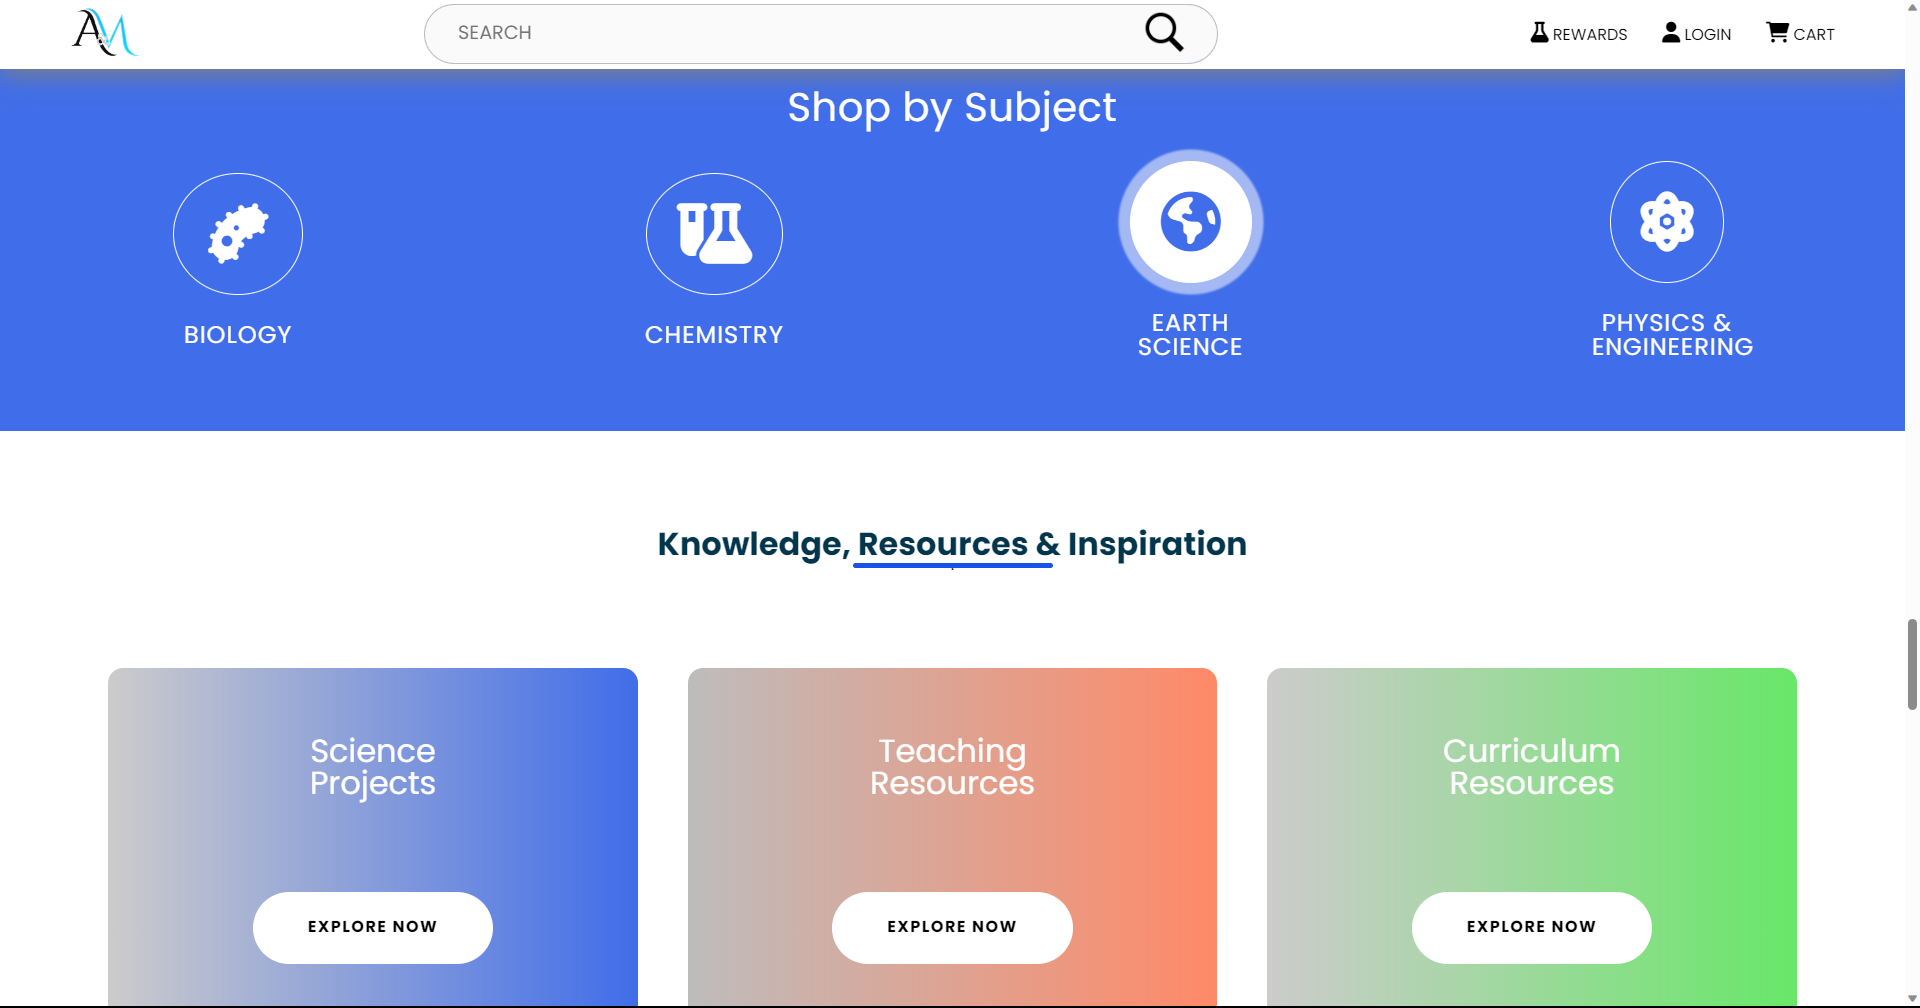 AM
SEARCH
REWARDS
LOGIN
CART
Shop by Subject
BIOLOGY
CHEMISTRY
EARTH
SCIENCE
PHYSICS &
ENGINEERING
Knowledge, Resources & Inspiration
Science
Projects
Teaching
Resources
Curriculum
Resources
EXPLORE NOW
EXPLORE NOW
EXPLORE NOW